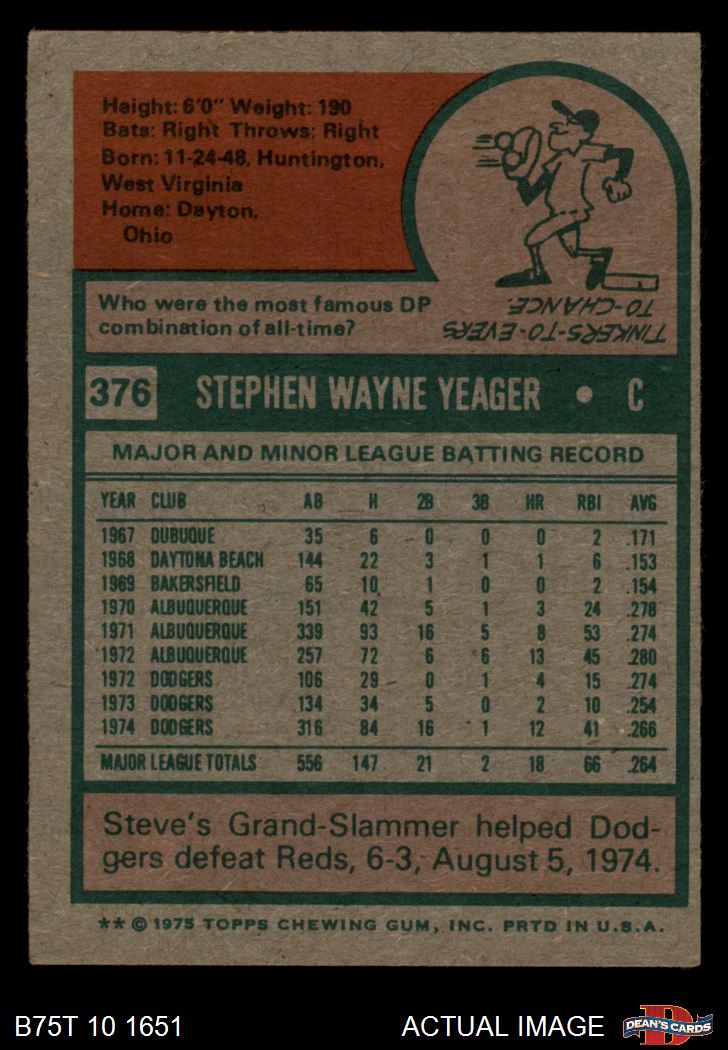 Height: 6'0" Weight: 190
Bats: Right Throws: Right
Born: 11-24-48, Huntington,
West Virginia
Home: Dayton,
Ohio
Who were the most famous DP
combination of all-time?
TINKERS-TO-EVERS
TO-CHANCE.
376 STEPHEN WAYNE YEAGER • C
MAJOR AND MINOR LEAGUE BATTING RECORD
YEAR CLUB AB H 2B 3B HR RBI AVG
1967 DUBUQUE 35 6 0 0 0 2 .171
1968 DAYTONA BEACH 144 22 3 1 1 6 .153
1969 BAKERSFIELD 65 10 1 0 0 2 .154
1970 ALBUQUERQUE 151 42 5 1 3 24 .278
1971 ALBUQUERQUE 339 93 16 5 8 53 .274
1972 ALBUQUERQUE 257 72 6 6 13 45 .280
1972 DODGERS 106 29 0 1 4 15 .274
1973 DODGERS 134 34 5 0 2 10 .254
1974 DODGERS 316 84 16 1 12 41 .266
MAJOR LEAGUE TOTALS 556 147 21 2 18 66 .264
Steve's Grand-Slammer helped Dod-
gers defeat Reds, 6-3, August 5, 1974.
** © 1975 TOPPS CHEWING GUM, INC. PRTD IN U.S.A.
B75T 10 1651 ACTUAL IMAGE D DEAN'S CARDS